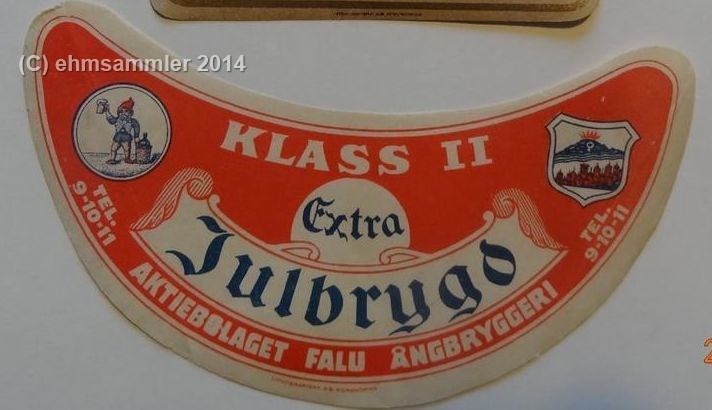 (C) ehmsammler 2014
KLASS II
Extra
Julbrygd
TEL.
9-10-11
TEL.
9-10-11
AKTIEBOLAGET FALU ÅNGBRYGGERI